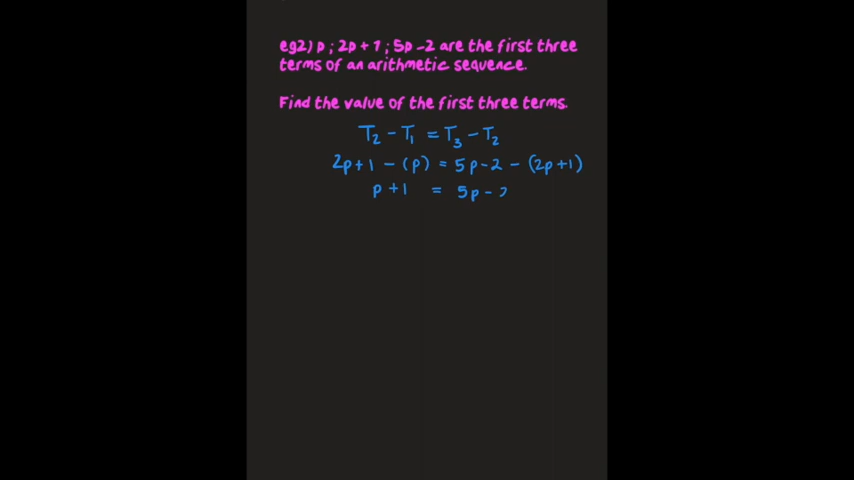 eg2) p ; 2p + 1 ; 5p - 2 are the first three
terms of an arithmetic sequence.
Find the value of the first three terms.
T₂ - T₁ = T₃ - T₂
2p+1 - (p) = 5p-2 - (2p+1)
p + 1 = 5p -